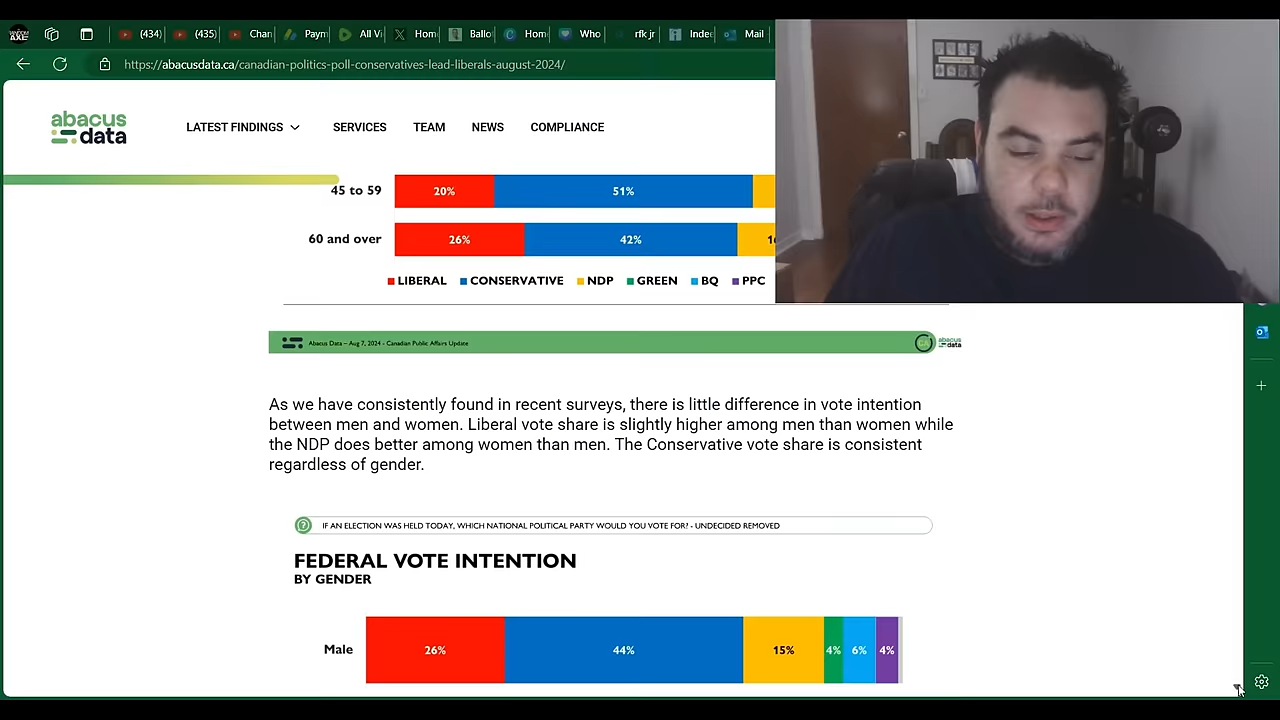 (434)
(435)
Chan
Paym
All Vi
Hom
Ballo
Hom
Who
rfk jr
Inde
Mail
https://abacusdata.ca/canadian-politics-poll-conservatives-lead-liberals-august-2024/
abacus
data
LATEST FINDINGS
SERVICES
TEAM
NEWS
COMPLIANCE
45 to 59 20% 51%
60 and over 26% 42%
LIBERAL CONSERVATIVE NDP GREEN BQ PPC
Abacus Data – Aug 7, 2024 - Canadian Public Affairs Update
abacus
data
As we have consistently found in recent surveys, there is little difference in vote intention
between men and women. Liberal vote share is slightly higher among men than women while
the NDP does better among women than men. The Conservative vote share is consistent
regardless of gender.
IF AN ELECTION WAS HELD TODAY, WHICH NATIONAL POLITICAL PARTY WOULD YOU VOTE FOR? - UNDECIDED REMOVED
FEDERAL VOTE INTENTION
BY GENDER
Male 26% 44% 15% 4% 6% 4%